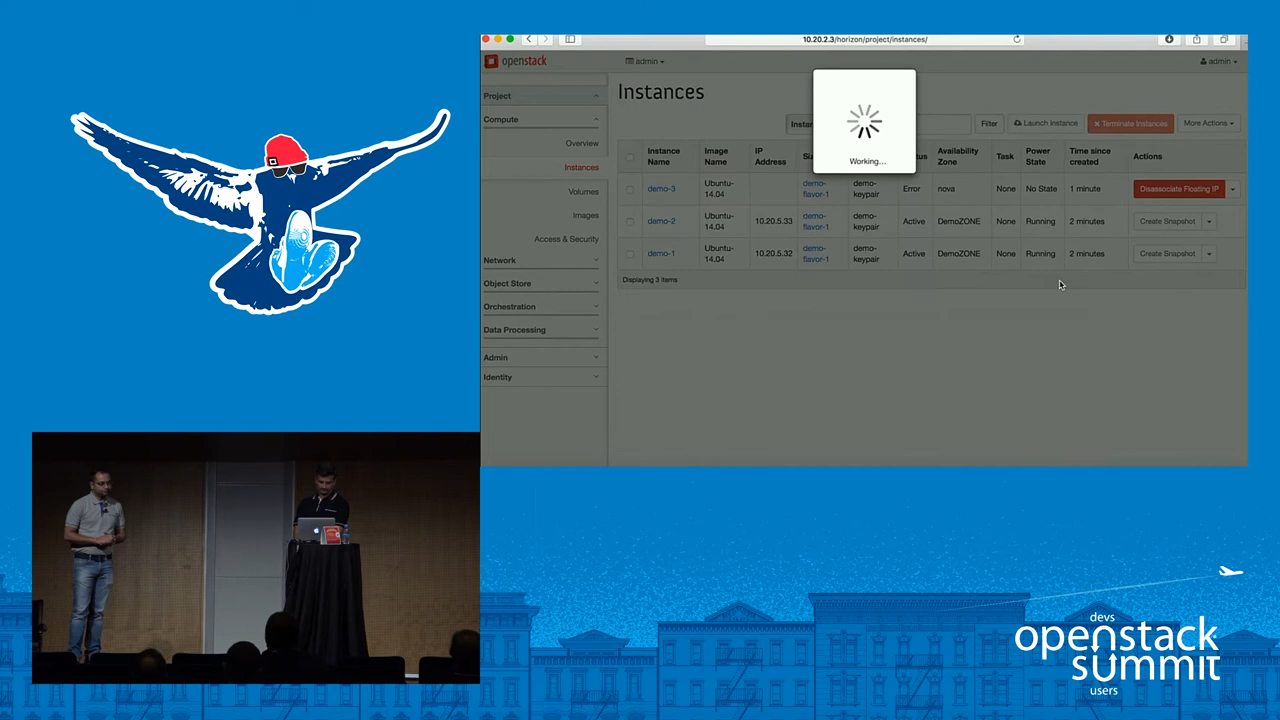 10.20.2.3/horizon/project/instances/
openstack
admin
admin
Project
Compute
Overview
Instances
Volumes
Images
Access & Security
Network
Object Store
Orchestration
Data Processing
Admin
Identity
Instances
Instan
Filter
Launch Instance
Terminate Instances
More Actions
Instance Name Image Name IP Address Si tus Availability Zone Task Power State Time since created Actions
demo-3 Ubuntu-14.04 demo-flavor-1 demo-keypair Error nova None No State 1 minute Disassociate Floating IP
demo-2 Ubuntu-14.04 10.20.5.33 demo-flavor-1 demo-keypair Active DemoZONE None Running 2 minutes Create Snapshot
demo-1 Ubuntu-14.04 10.20.5.32 demo-flavor-1 demo-keypair Active DemoZONE None Running 2 minutes Create Snapshot
Displaying 3 items
Working...
devs
openstack
summit
users